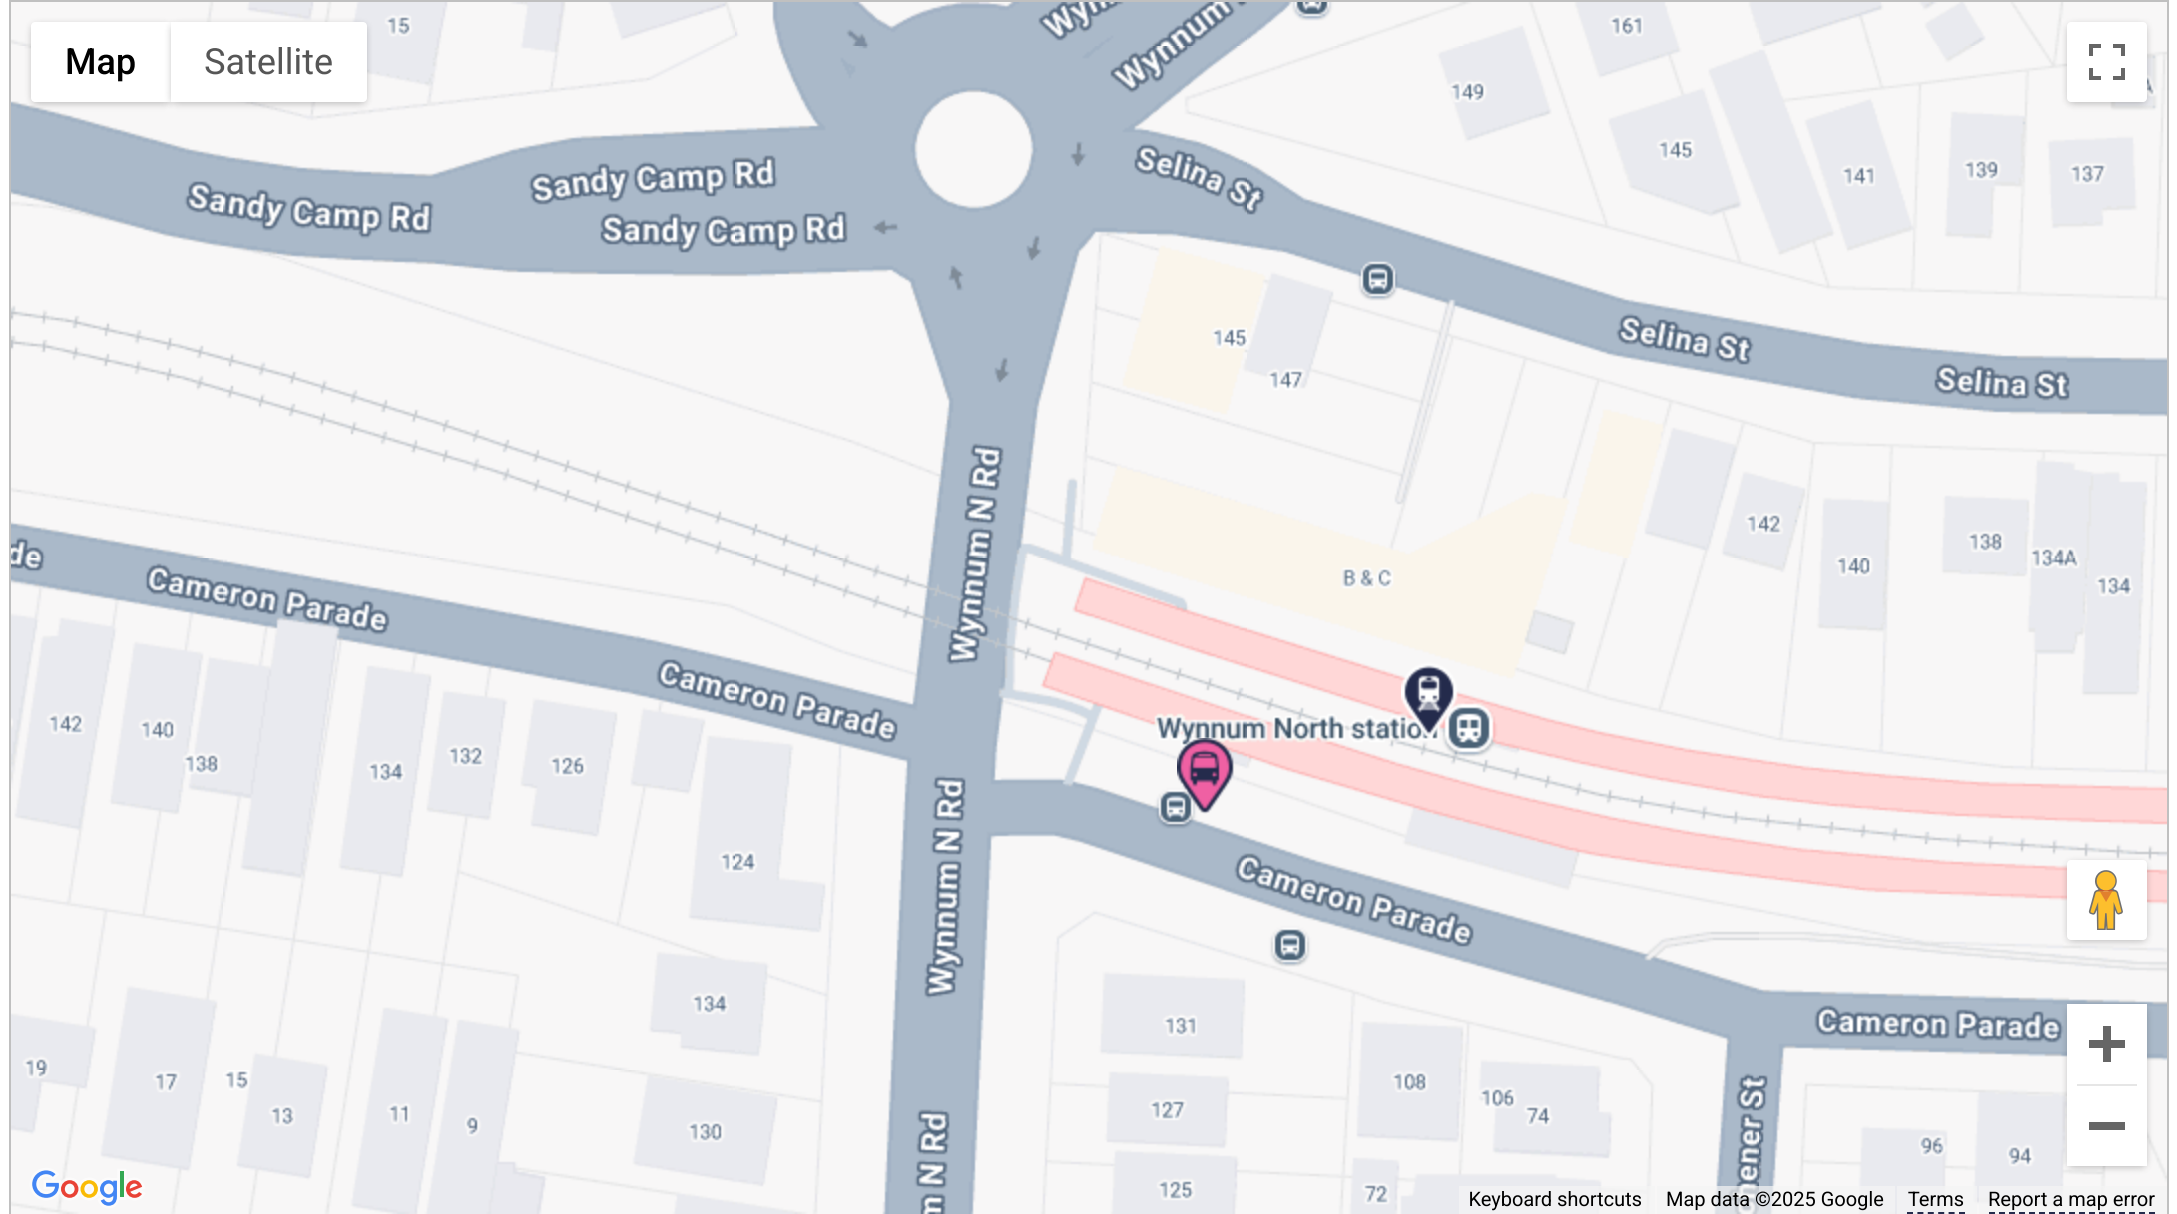 Map
Satellite
15
Wynnum
161
149
145
141
139
137
A
Sandy Camp Rd
Sandy Camp Rd
Sandy Camp Rd
Selina St
Selina St
Selina St
145
147
Wynnum N Rd
B & C
142
140
138
134A
134
de
Cameron Parade
Cameron Parade
Wynnum North station
142
140
138
134
132
126
124
Wynnum N Rd
Cameron Parade
Cameron Parade
134
130
131
127
125
108
106
74
72
96
94
19
17
15
13
11
9
Google
Keyboard shortcuts
Map data ©2025 Google
Terms
Report a map error